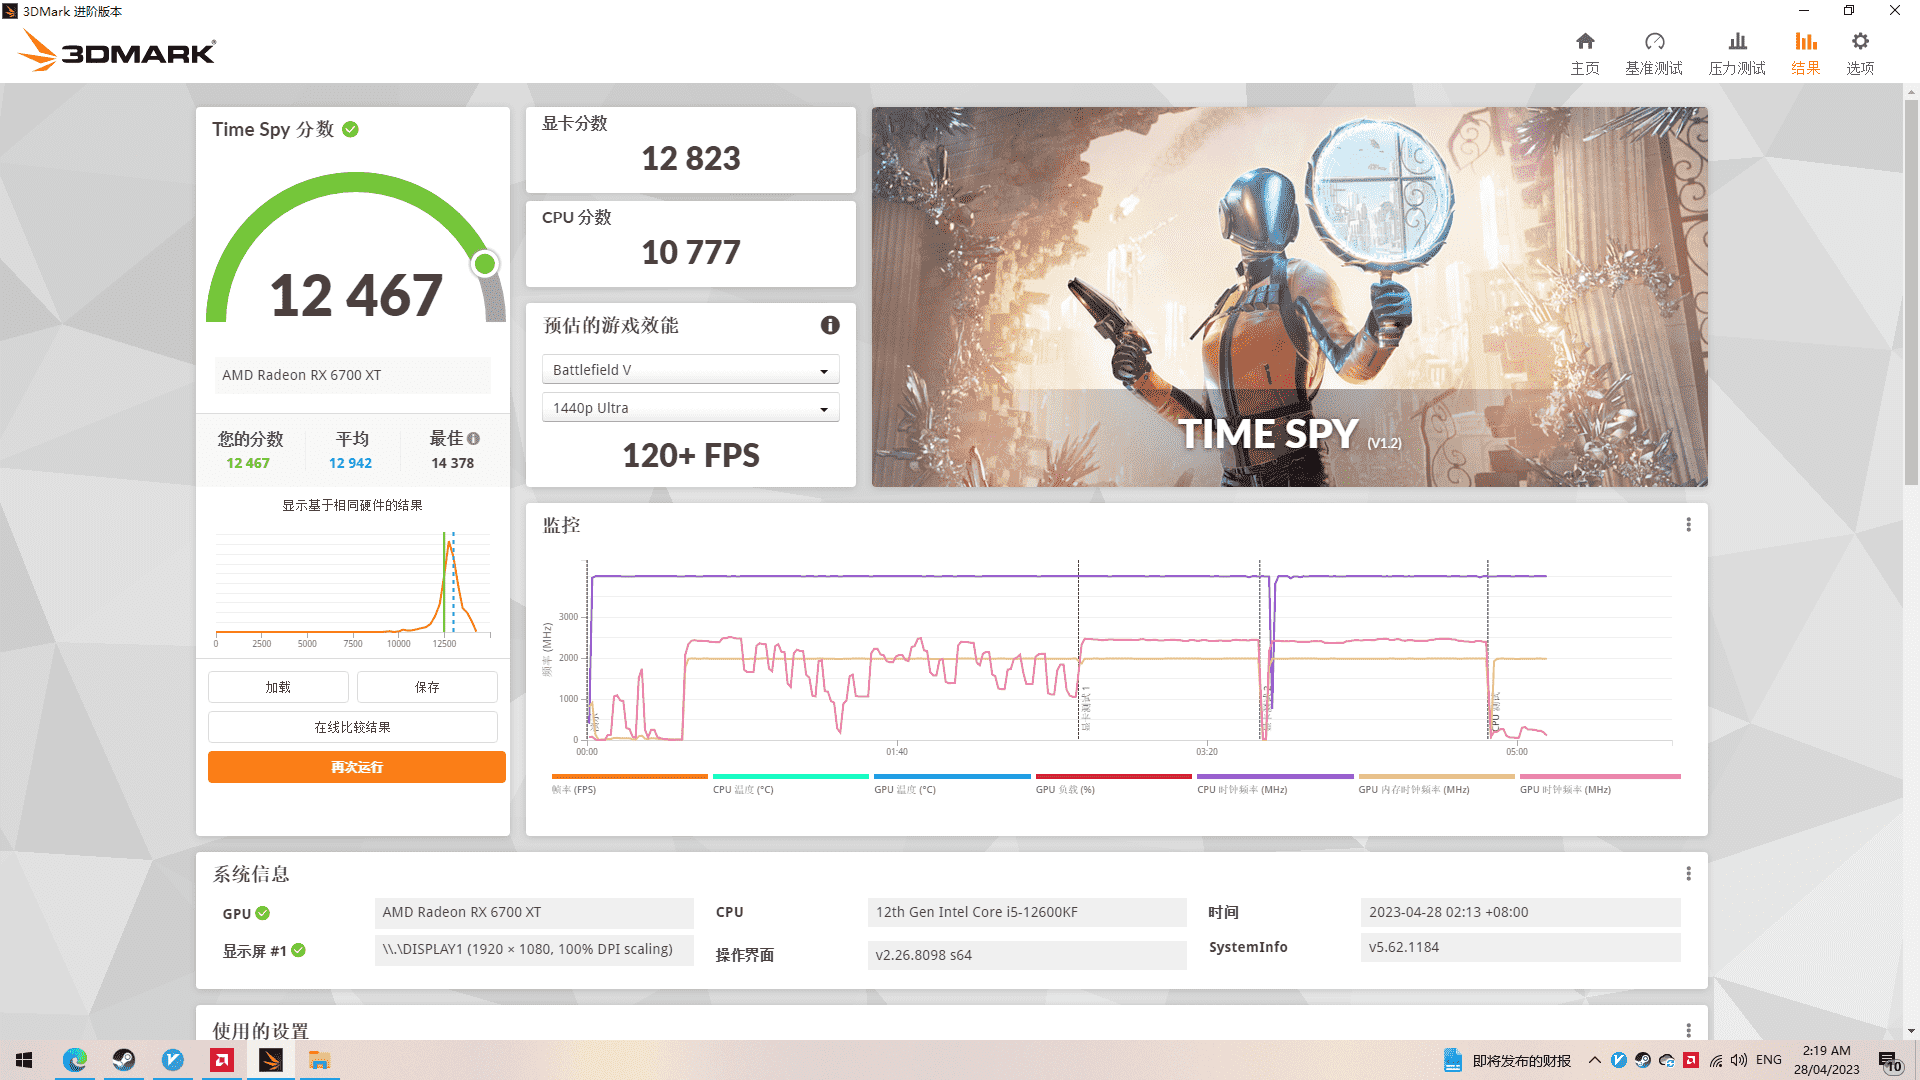 3DMark 进阶版本
3DMARK
主页
基准测试
压力测试
结果
选项
Time Spy 分数
12 467
AMD Radeon RX 6700 XT
您的分数
平均
最佳
12 467
12 942
14 378
显示基于相同硬件的结果
0
2500
5000
7500
10000
12500
加载
保存
在线比较结果
再次运行
显卡分数
12 823
CPU 分数
10 777
预估的游戏效能
Battlefield V
1440p Ultra
120+ FPS
TIME SPY (V1.2)
监控
频率 (MHz)
3000
2000
1000
0
显卡测试 1
CPU 测试
00:00
01:40
03:20
05:00
帧率 (FPS)
CPU 温度 (°C)
GPU 温度 (°C)
GPU 负载 (%)
CPU 时钟频率 (MHz)
GPU 内存时钟频率 (MHz)
GPU 时钟频率 (MHz)
系统信息
GPU
AMD Radeon RX 6700 XT
CPU
12th Gen Intel Core i5-12600KF
时间
2023-04-28 02:13 +08:00
显示屏 #1
\\.\DISPLAY1 (1920 × 1080, 100% DPI scaling)
操作界面
v2.26.8098 s64
SystemInfo
v5.62.1184
使用的设置
即将发布的财报
ENG
2:19 AM
28/04/2023
10